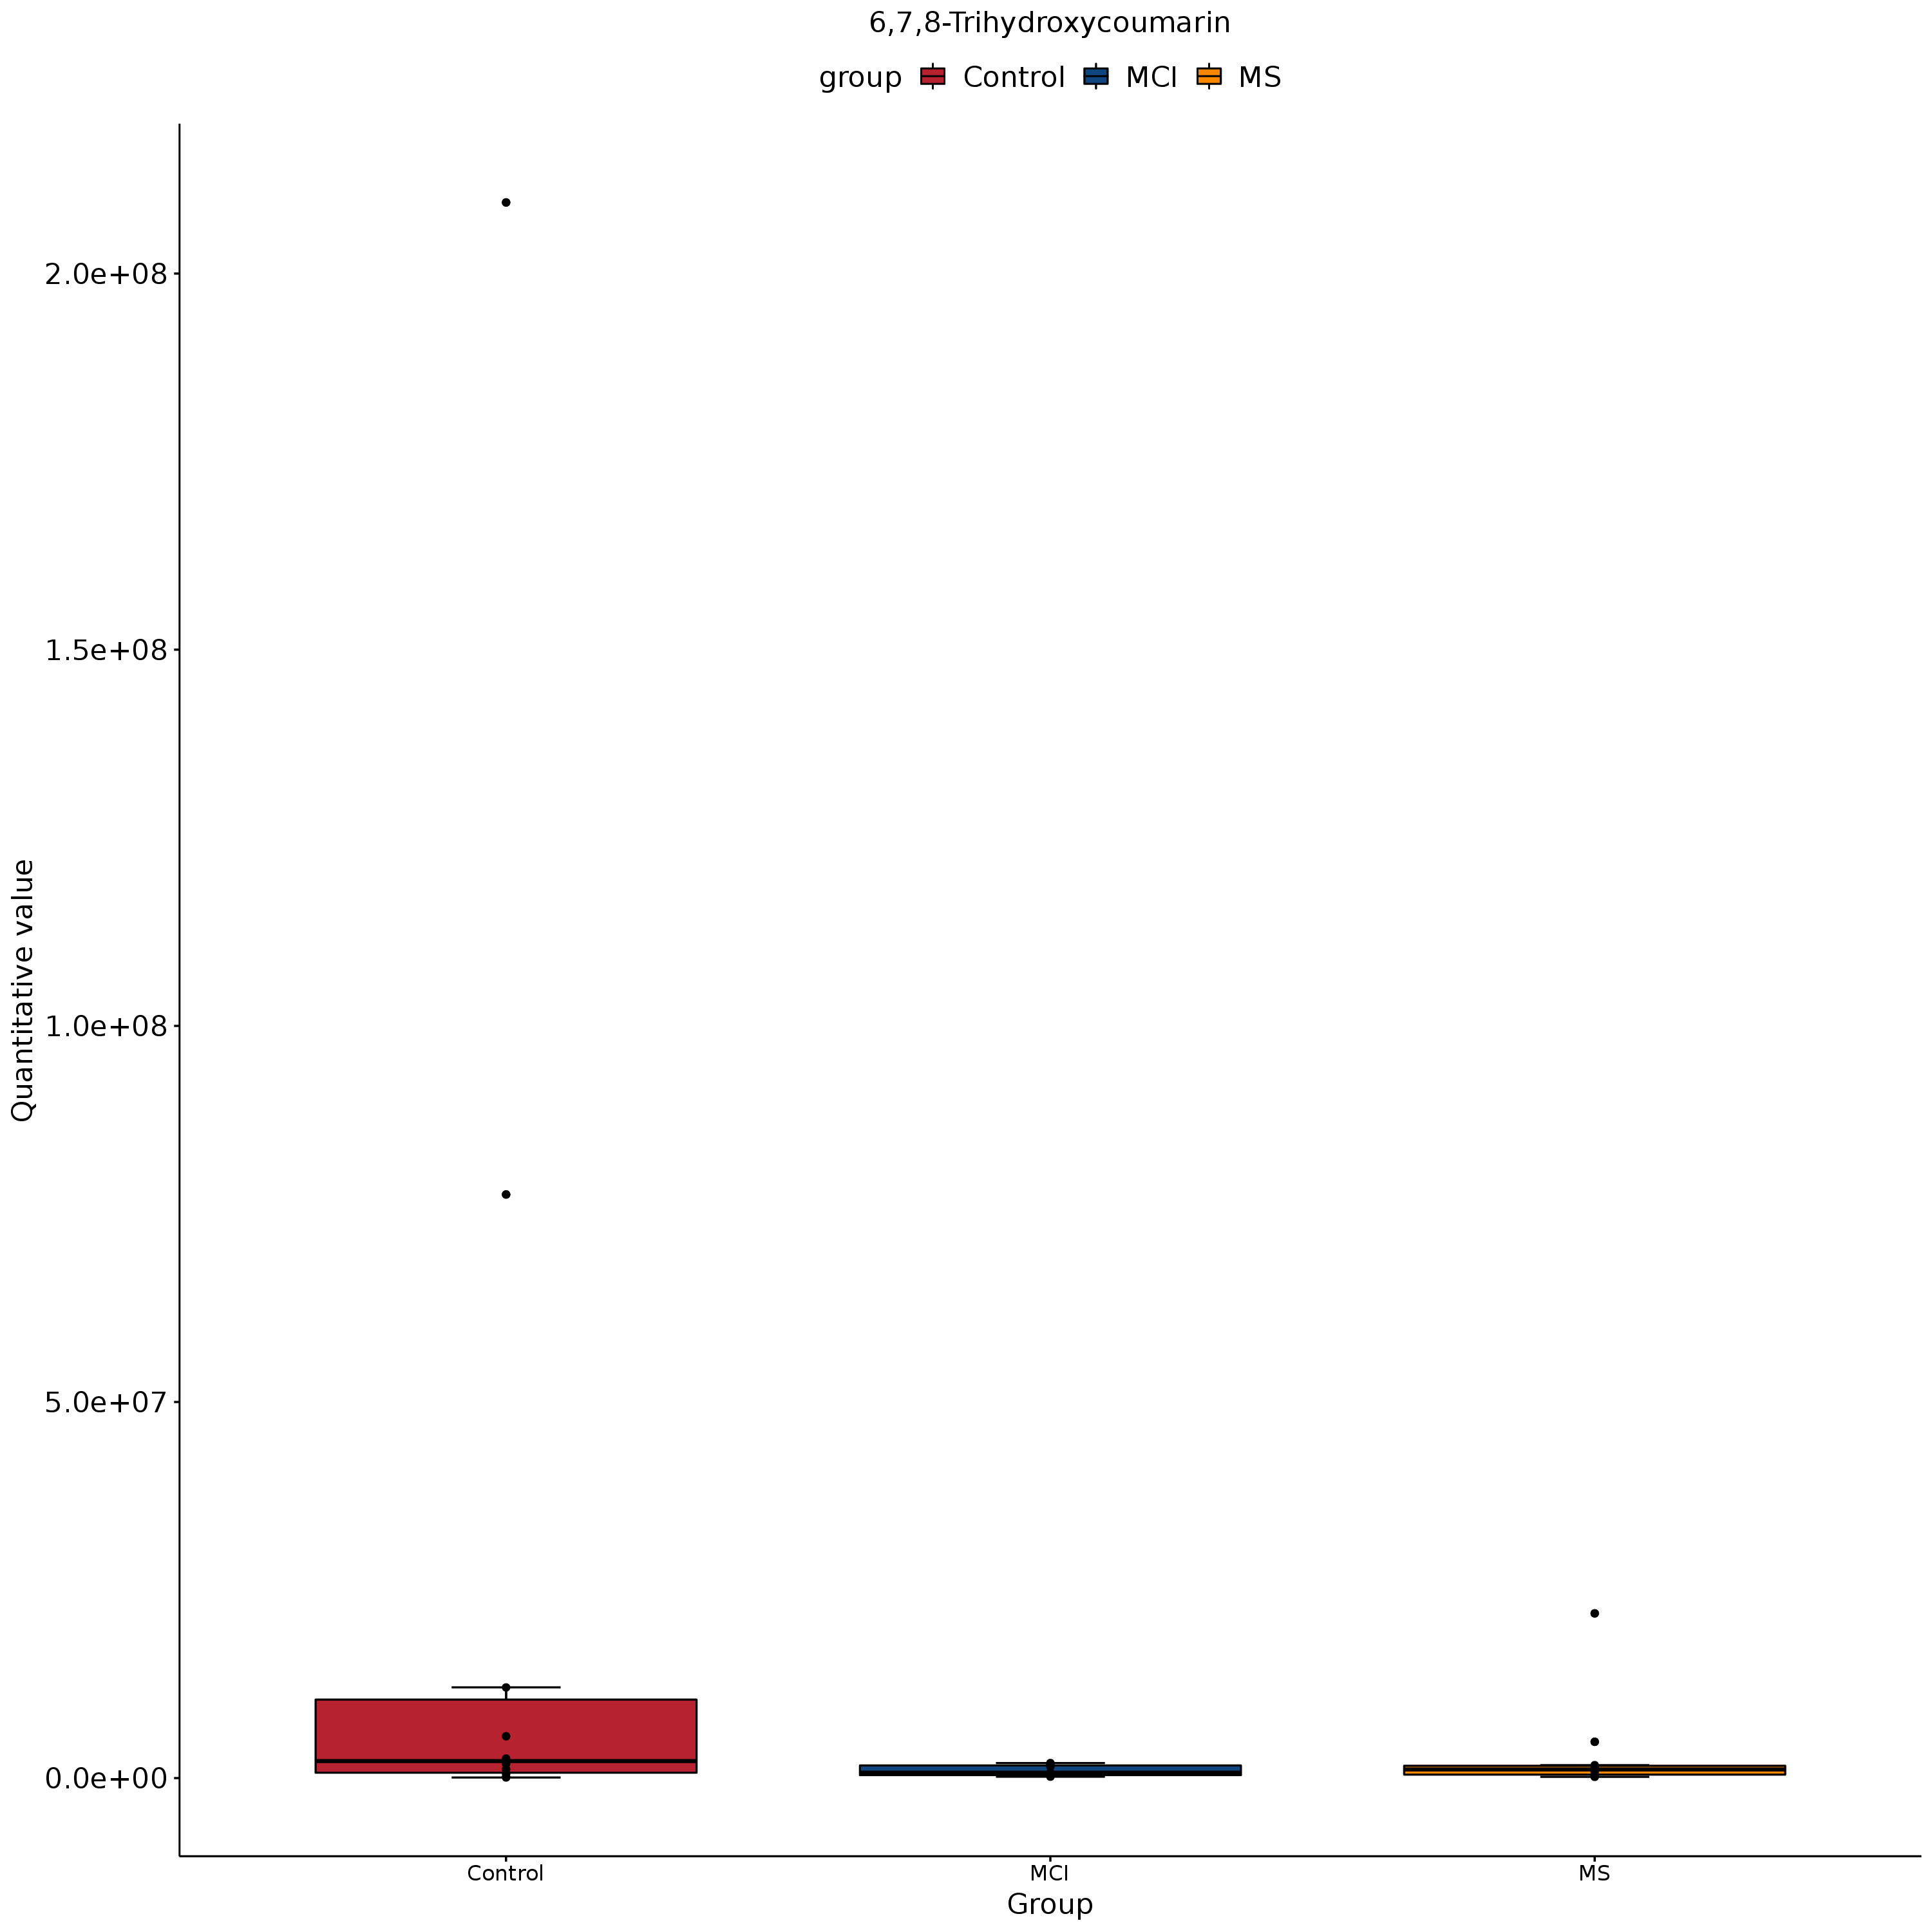 6,7,8-Trihydroxycoumarin
group Control MCI MS
Quantitative value
2.0e+08
1.5e+08
1.0e+08
5.0e+07
0.0e+00
Control MCI MS
Group